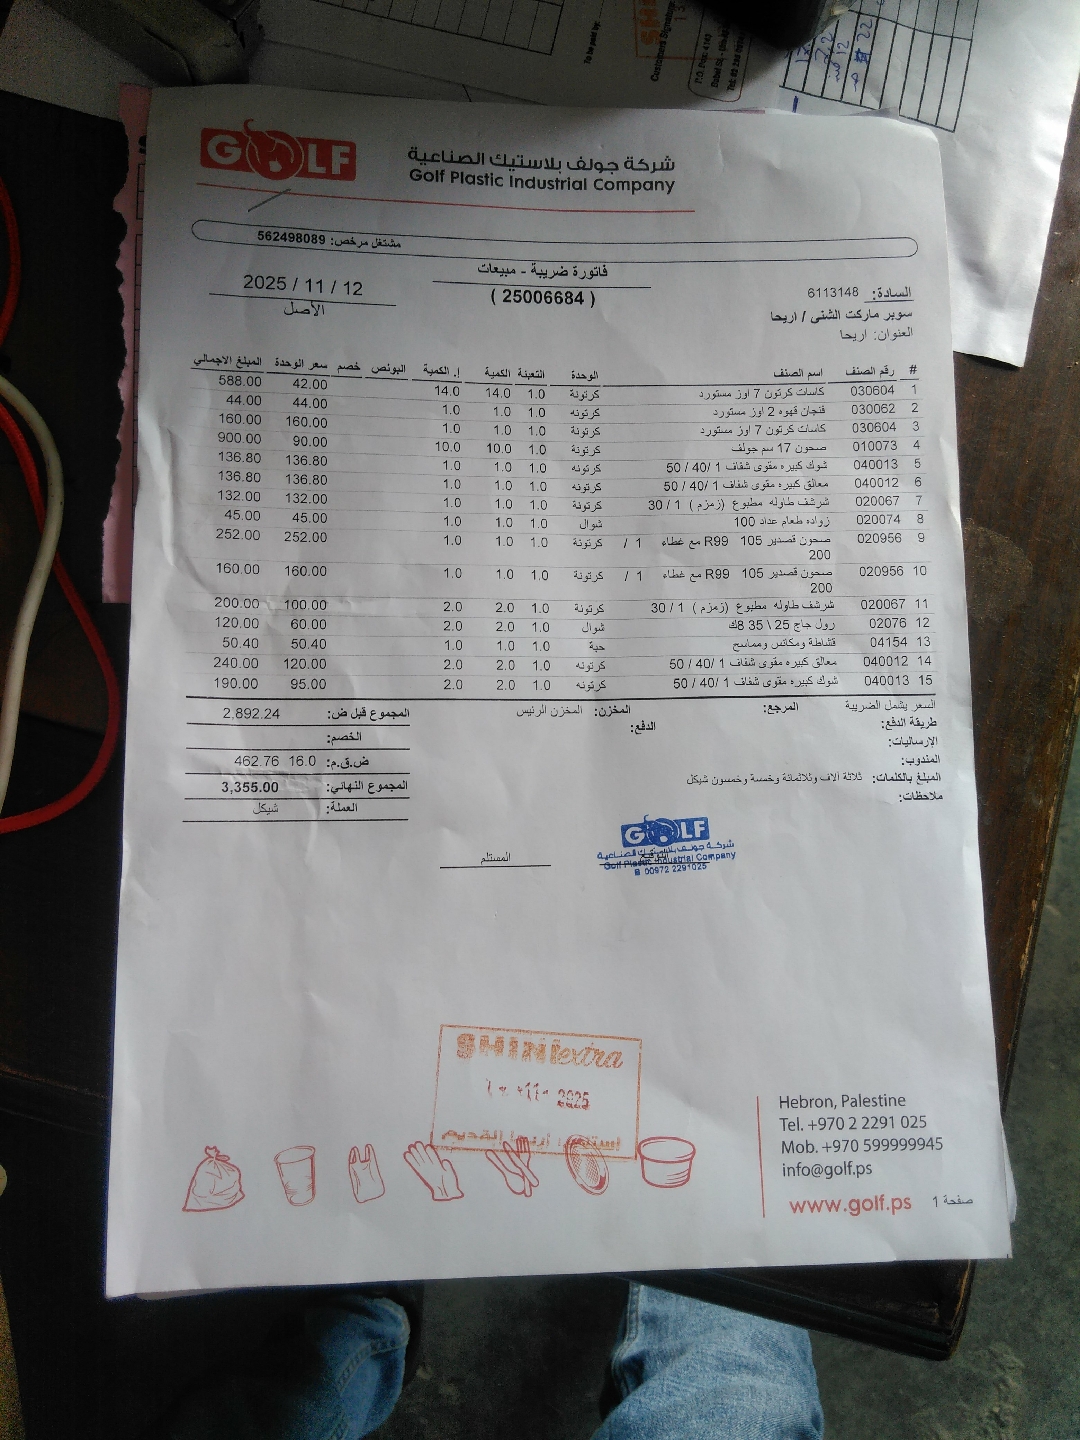 To be paid by:
Customers Signature
GOLF
شركة جولف بلاستيك الصناعية
Golf Plastic Industrial Company
مشتغل مرخص: 562498089
فاتورة ضريبة - مبيعات
( 25006684 )
2025 / 11 / 12
الأصل
السادة: 6113148
سوبر ماركت الشنى / اريحا
العنوان: اريحا
# رقم الصنف اسم الصنف الوحدة التعبئة الكمية إ. الكمية البونص خصم سعر الوحدة المبلغ الاجمالي
1 030604 كاسات كرتون 7 اوز مستورد كرتونة 1.0 14.0 14.0 42.00 588.00
2 030062 فنجان قهوه 2 اوز مستورد كرتونه 1.0 1.0 1.0 44.00 44.00
3 030604 كاسات كرتون 7 اوز مستورد كرتونة 1.0 1.0 1.0 160.00 160.00
4 010073 صحون 17 سم جولف كرتونة 1.0 10.0 10.0 90.00 900.00
5 040013 شوك كبيره مقوى شفاف 1 /40 / 50 كرتونه 1.0 1.0 1.0 136.80 136.80
6 040012 معالق كبيره مقوى شفاف 1 /40 / 50 كرتونه 1.0 1.0 1.0 136.80 136.80
7 020067 شرشف طاوله مطبوع (زمزم ) 1 / 30 كرتونة 1.0 1.0 1.0 132.00 132.00
8 020074 زواده طعام عداد 100 شوال 1.0 1.0 1.0 45.00 45.00
9 020956 صحون قصدير 105 R99 مع غطاء 1 / كرتونة 1.0 1.0 1.0 252.00 252.00
200
10 020956 صحون قصدير 105 R99 مع غطاء 1 / كرتونة 1.0 1.0 1.0 160.00 160.00
200
11 020067 شرشف طاوله مطبوع (زمزم ) 1 / 30 كرتونة 1.0 2.0 2.0 100.00 200.00
12 02076 رول جاج 25 \ 35 8ك شوال 1.0 2.0 2.0 60.00 120.00
13 04154 قشاطة ومكانس ومماسح حبة 1.0 1.0 1.0 50.40 50.40
14 040012 معالق كبيره مقوى شفاف 1 /40 / 50 كرتونه 1.0 2.0 2.0 120.00 240.00
15 040013 شوك كبيره مقوى شفاف 1 /40 / 50 كرتونه 1.0 2.0 2.0 95.00 190.00
السعر يشمل الضريبة المرجع: المخزن: المخزن الرئيس
طريقة الدفع: الدفع:
الإرساليات:
المندوب:
المبلغ بالكلمات: ثلاثة آلاف وثلاثمائة وخمسة وخمسون شيكل
ملاحظات:
المجموع قبل ض: 2,892.24
الخصم:
ض.ق.م: 16.0 462.76
المجموع النهائي: 3,355.00
العملة: شيكل
GOLF
شركة جولف بلاستيك الصناعية
Golf Plastic Industrial Company
00972 2291025
المستلم
SHINI extra
2025
Hebron, Palestine
Tel. +970 2 2291 025
Mob. +970 599999945
info@golf.ps
www.golf.ps
صفحة 1